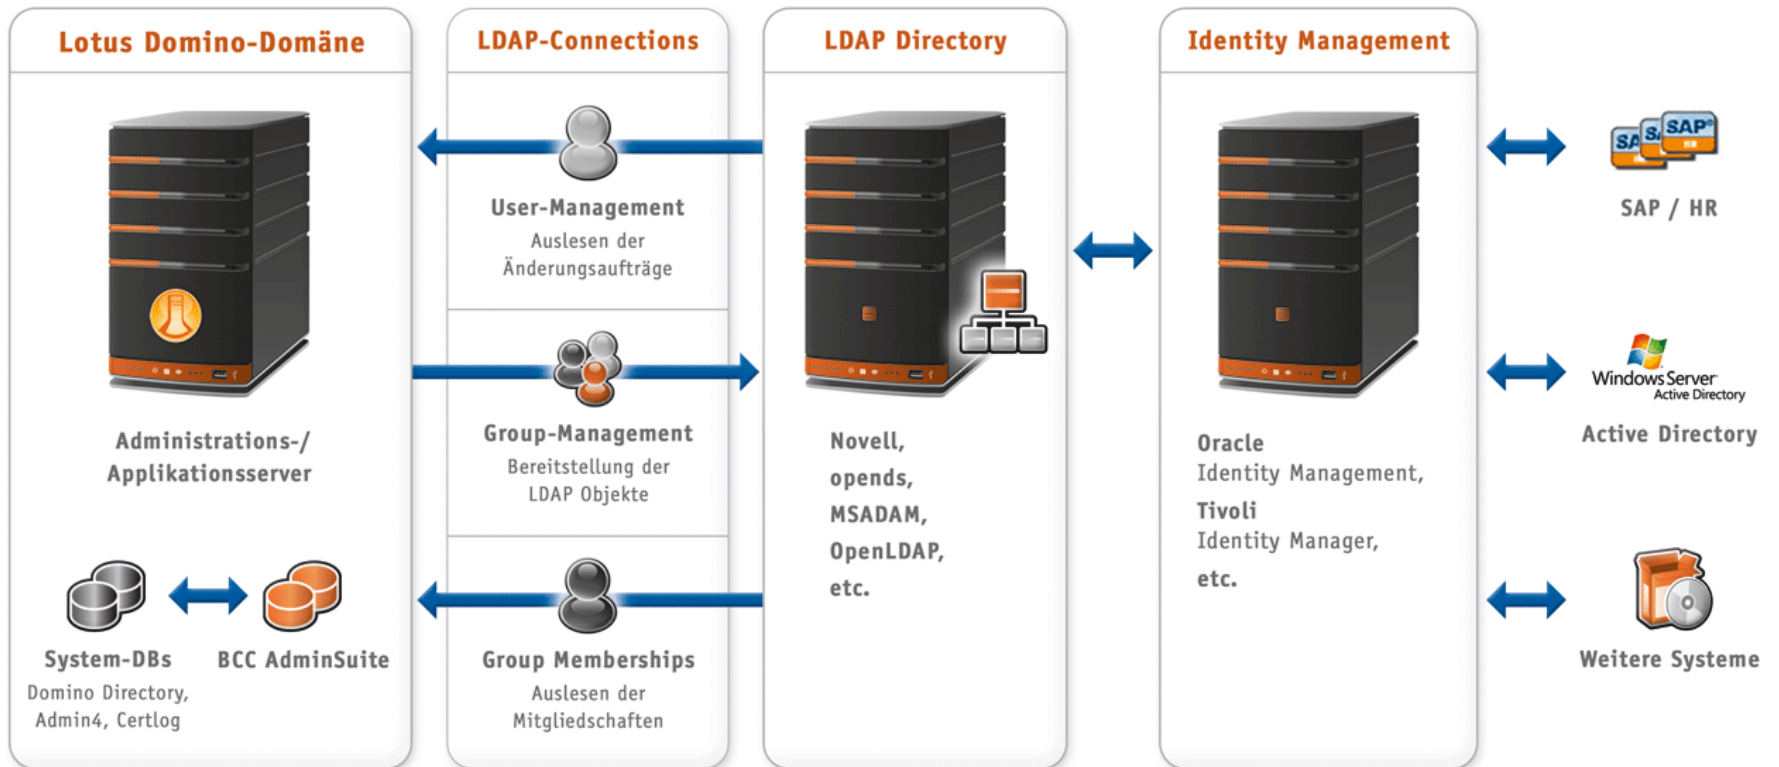 Lotus Domino-Domäne
Administrations-/
Applikationsserver
System-DBs
Domino Directory,
Admin4, Certlog
BCC AdminSuite
LDAP-Connections
User-Management
Auslesen der
Änderungsaufträge
Group-Management
Bereitstellung der
LDAP Objekte
Group Memberships
Auslesen der
Mitgliedschaften
LDAP Directory
Novell,
opends,
MSADAM,
OpenLDAP,
etc.
Identity Management
Oracle
Identity Management,
Tivoli
Identity Manager,
etc.
SAP
SAP / HR
Windows Server
Active Directory
Active Directory
Weitere Systeme